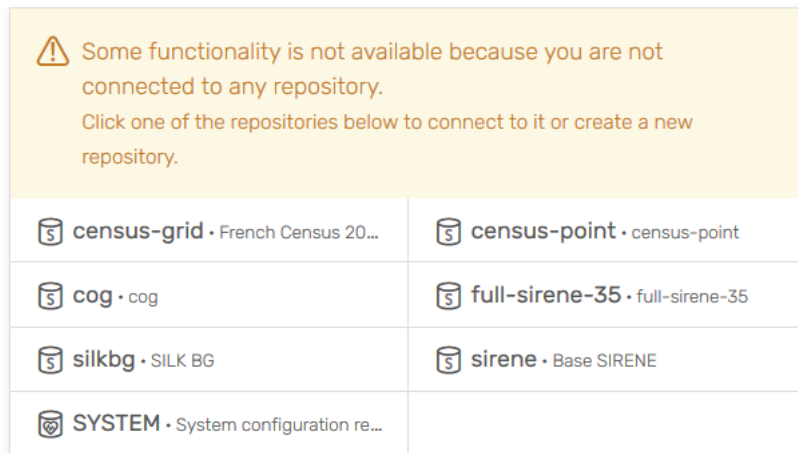 Some functionality is not available because you are not
connected to any repository.
Click one of the repositories below to connect to it or create a new
repository.
census-grid · French Census 20...
census-point · census-point
cog · cog
full-sirene-35 · full-sirene-35
silkbg · SILK BG
sirene · Base SIRENE
SYSTEM · System configuration re...